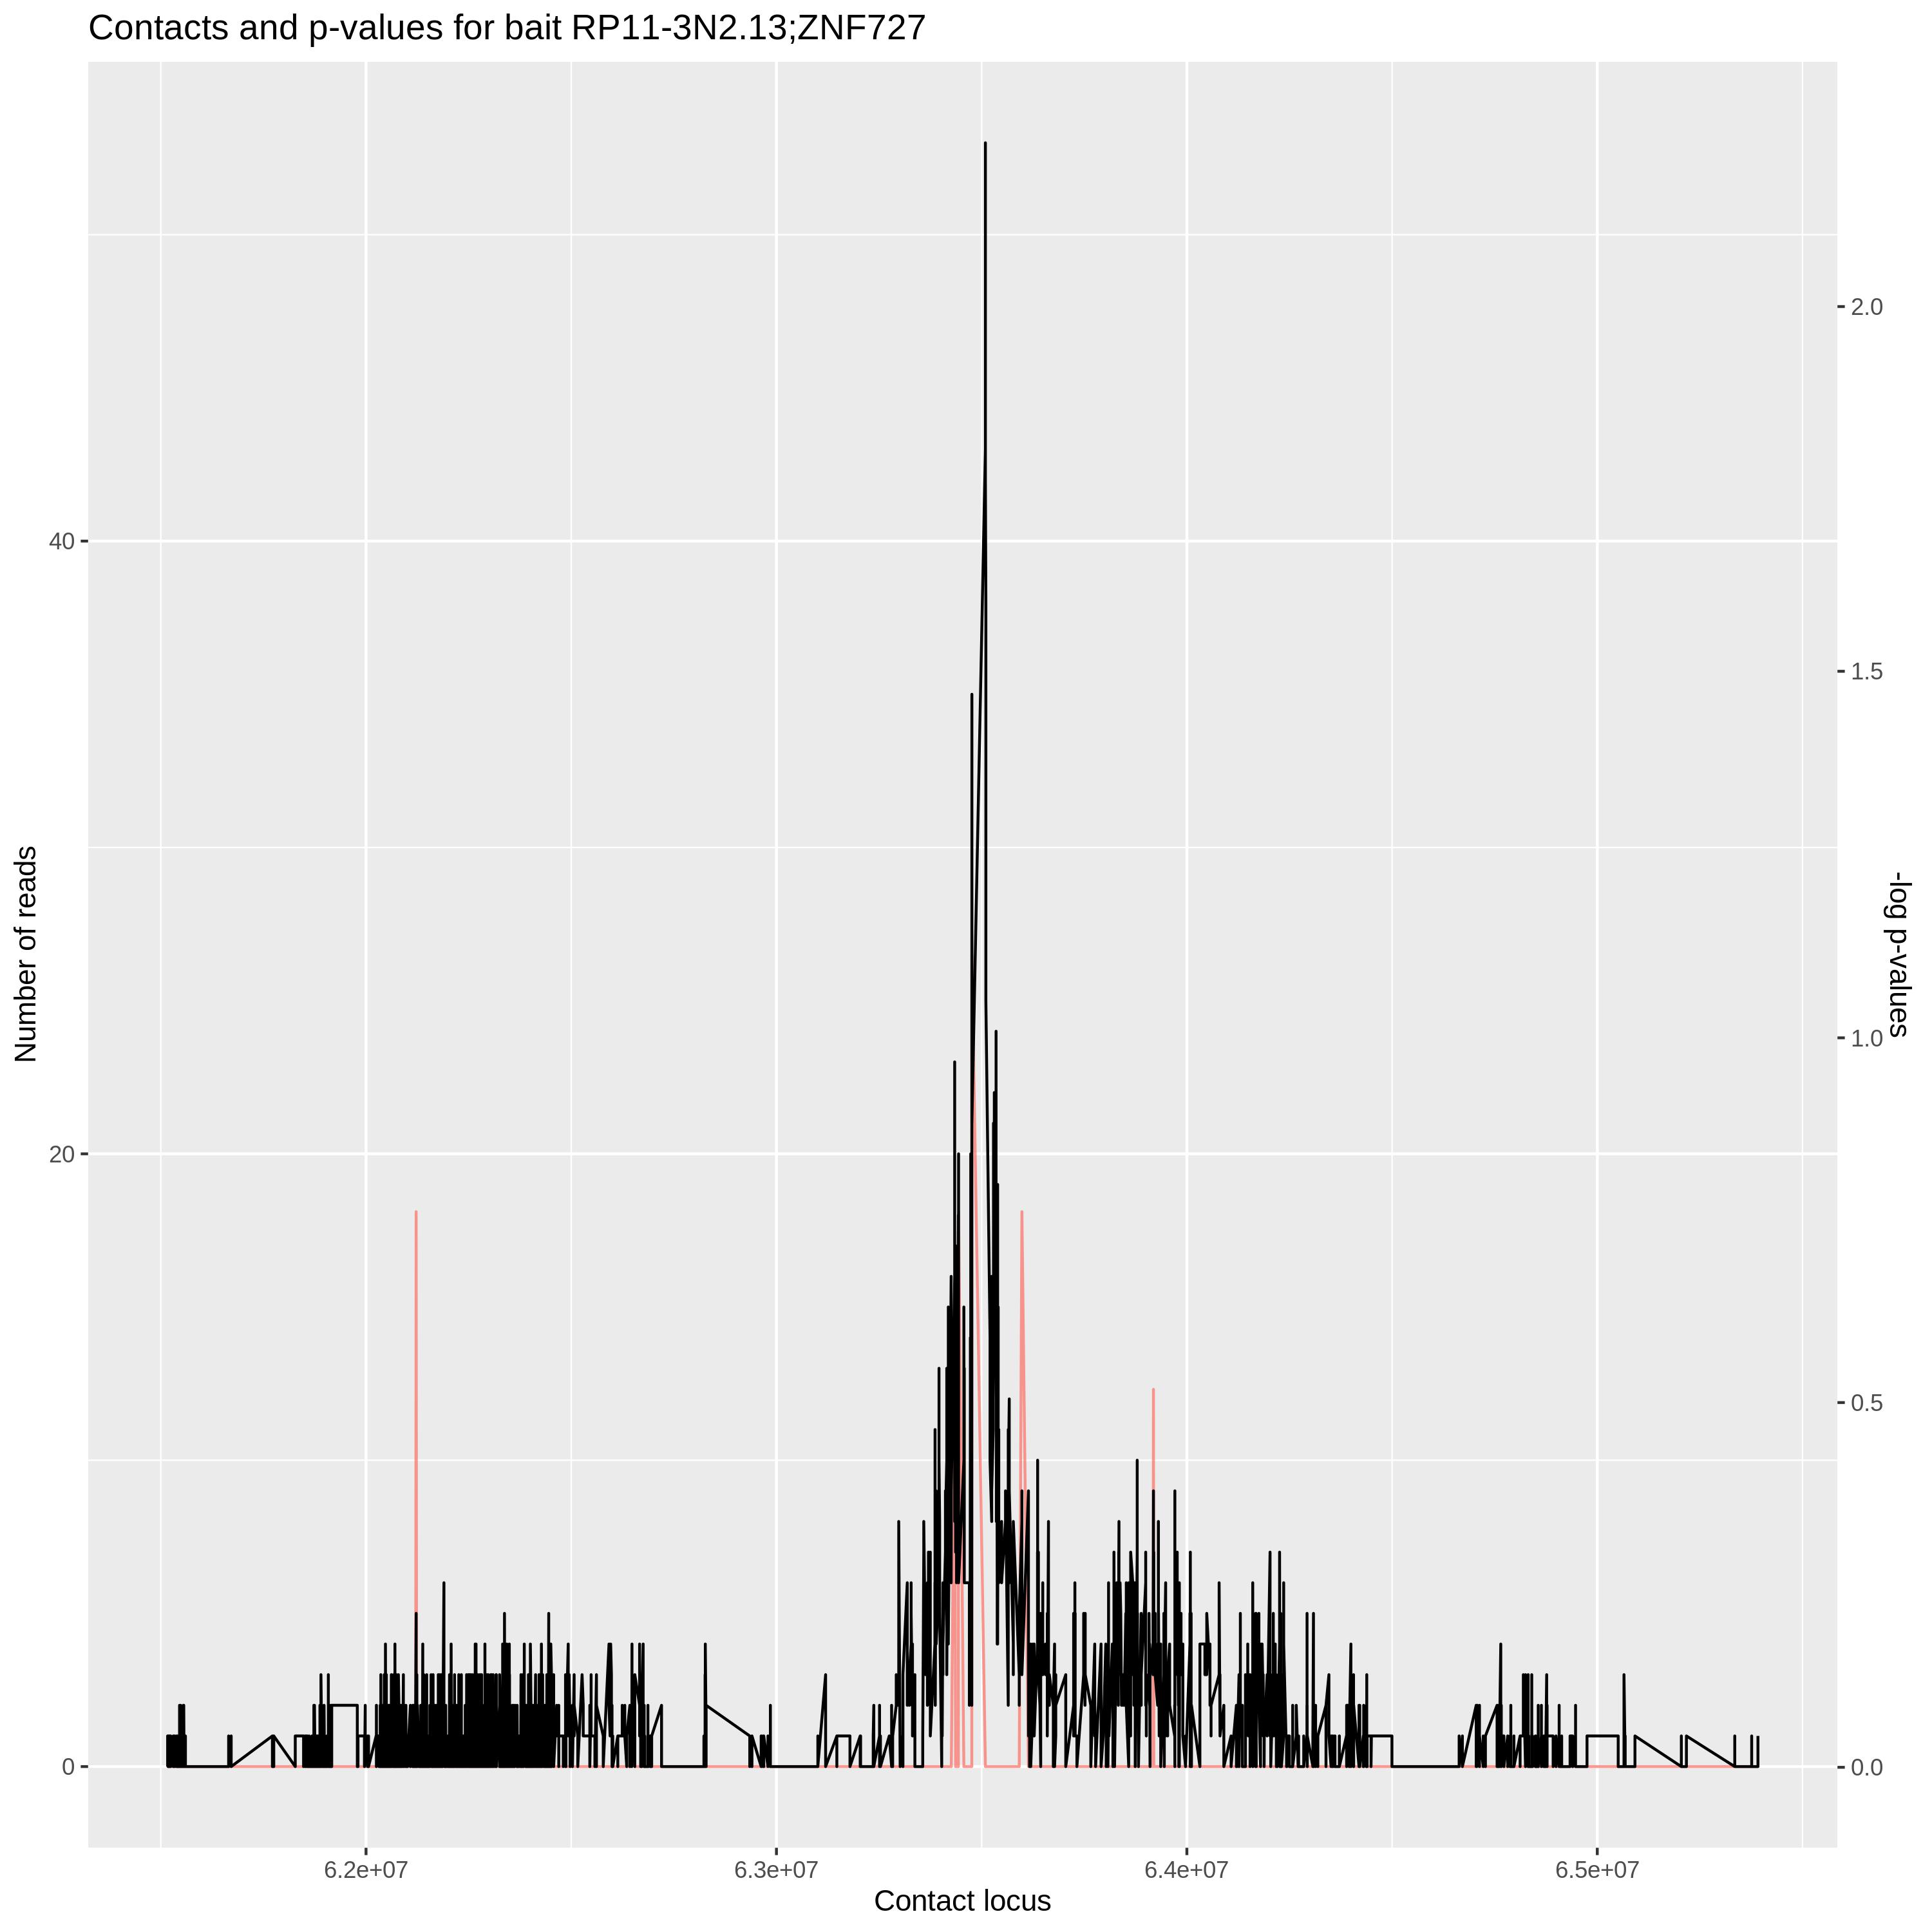 Contacts and p-values for bait RP11-3N2.13;ZNF727
Number of reads
40
20
0
2.0
1.5
1.0
0.5
0.0
-log p-values
6.2e+07
6.3e+07
6.4e+07
6.5e+07
Contact locus